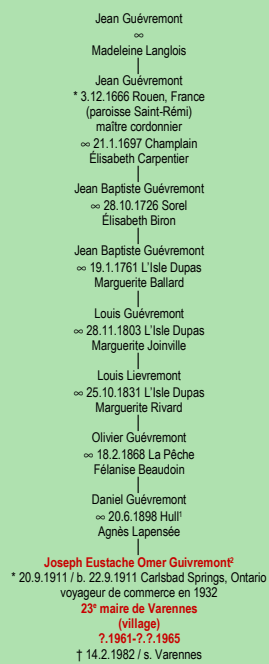 Jean Guévremont
∞
Madeleine Langlois
Jean Guévremont
* 3.12.1666 Rouen, France
(paroisse Saint-Rémi)
maître cordonnier
∞ 21.1.1697 Champlain
Élisabeth Carpentier
Jean Baptiste Guévremont
∞ 28.10.1726 Sorel
Élisabeth Biron
Jean Baptiste Guévremont
∞ 19.1.1761 L'Isle Dupas
Marguerite Ballard
Louis Guévremont
∞ 28.11.1803 L'Isle Dupas
Marguerite Joinville
Louis Lievremont
∞ 25.10.1831 L'Isle Dupas
Marguerite Rivard
Olivier Guévremont
∞ 18.2.1868 La Pêche
Félanise Beaudoin
Daniel Guévremont
∞ 20.6.1898 Hull¹
Agnès Lapensée
Joseph Eustache Omer Guivremont²
* 20.9.1911 / b. 22.9.1911 Carlsbad Springs, Ontario
voyageur de commerce en 1932
23e maire de Varennes
(village)
?.1961-?.?.1965
† 14.2.1982 / s. Varennes